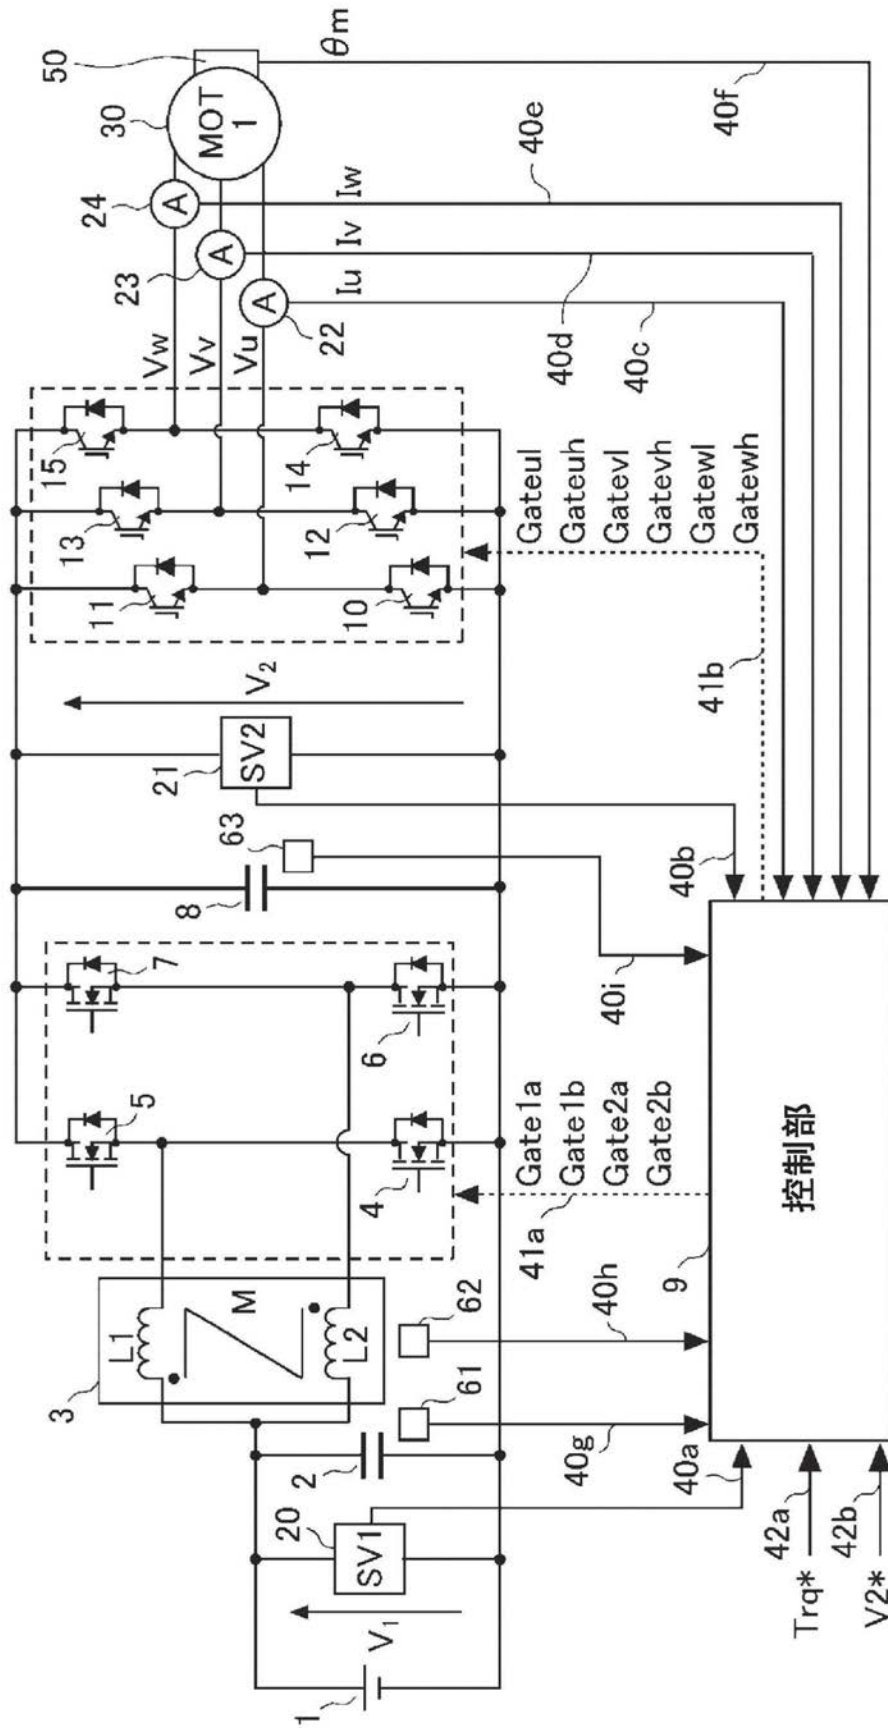 50
30
MOT
1
θm
24
A
23
A
A
22
Iw
Iv
Iu
40e
40f
40d
40c
Vw
Vv
Vu
15
14
13
12
11
10
Gateul
Gateuh
Gatevl
Gatevh
Gatewl
Gatewh
41b
V2
21
SV2
63
8
40b
40i
7
6
5
4
Gate1a
Gate1b
Gate2a
Gate2b
41a
3
L1
M
L2
62
61
40h
9
控制部
2
40g
40a
20
SV1
V1
1
42a
Trq*
42b
V2*